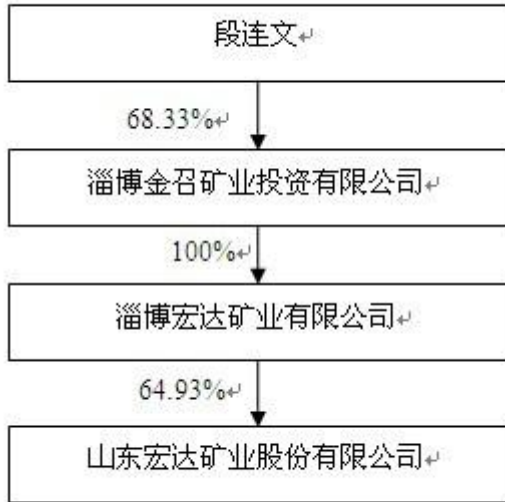 段连文
68.33%
淄博金召矿业投资有限公司
100%
淄博宏达矿业有限公司
64.93%
山东宏达矿业股份有限公司